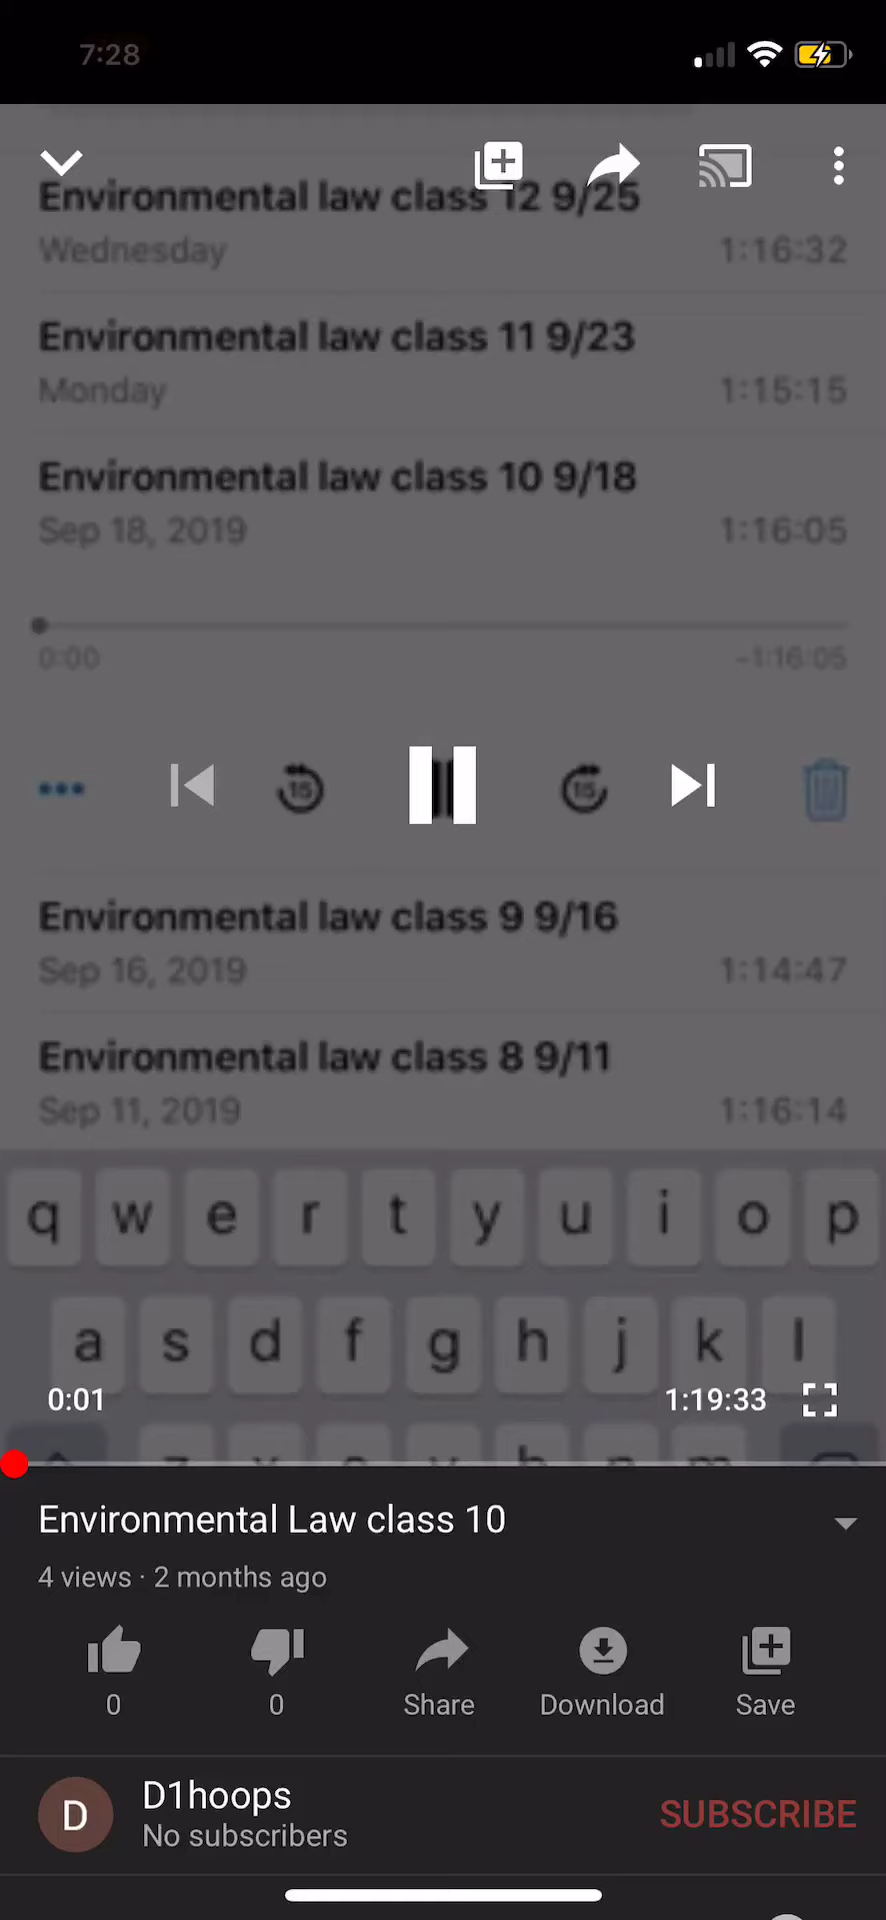 7:28
Environmental law class 12 9/25
Wednesday 1:16:32
Environmental law class 11 9/23
Monday 1:15:15
Environmental law class 10 9/18
Sep 18, 2019 1:16:05
0:00 -1:16:05
15 15
Environmental law class 9 9/16
Sep 16, 2019 1:14:47
Environmental law class 8 9/11
Sep 11, 2019 1:16:14
q w e r t y u i o p
a s d f g h j k l
0:01 1:19:33
Environmental Law class 10
4 views · 2 months ago
0 0 Share Download Save
D D1hoops
No subscribers
SUBSCRIBE